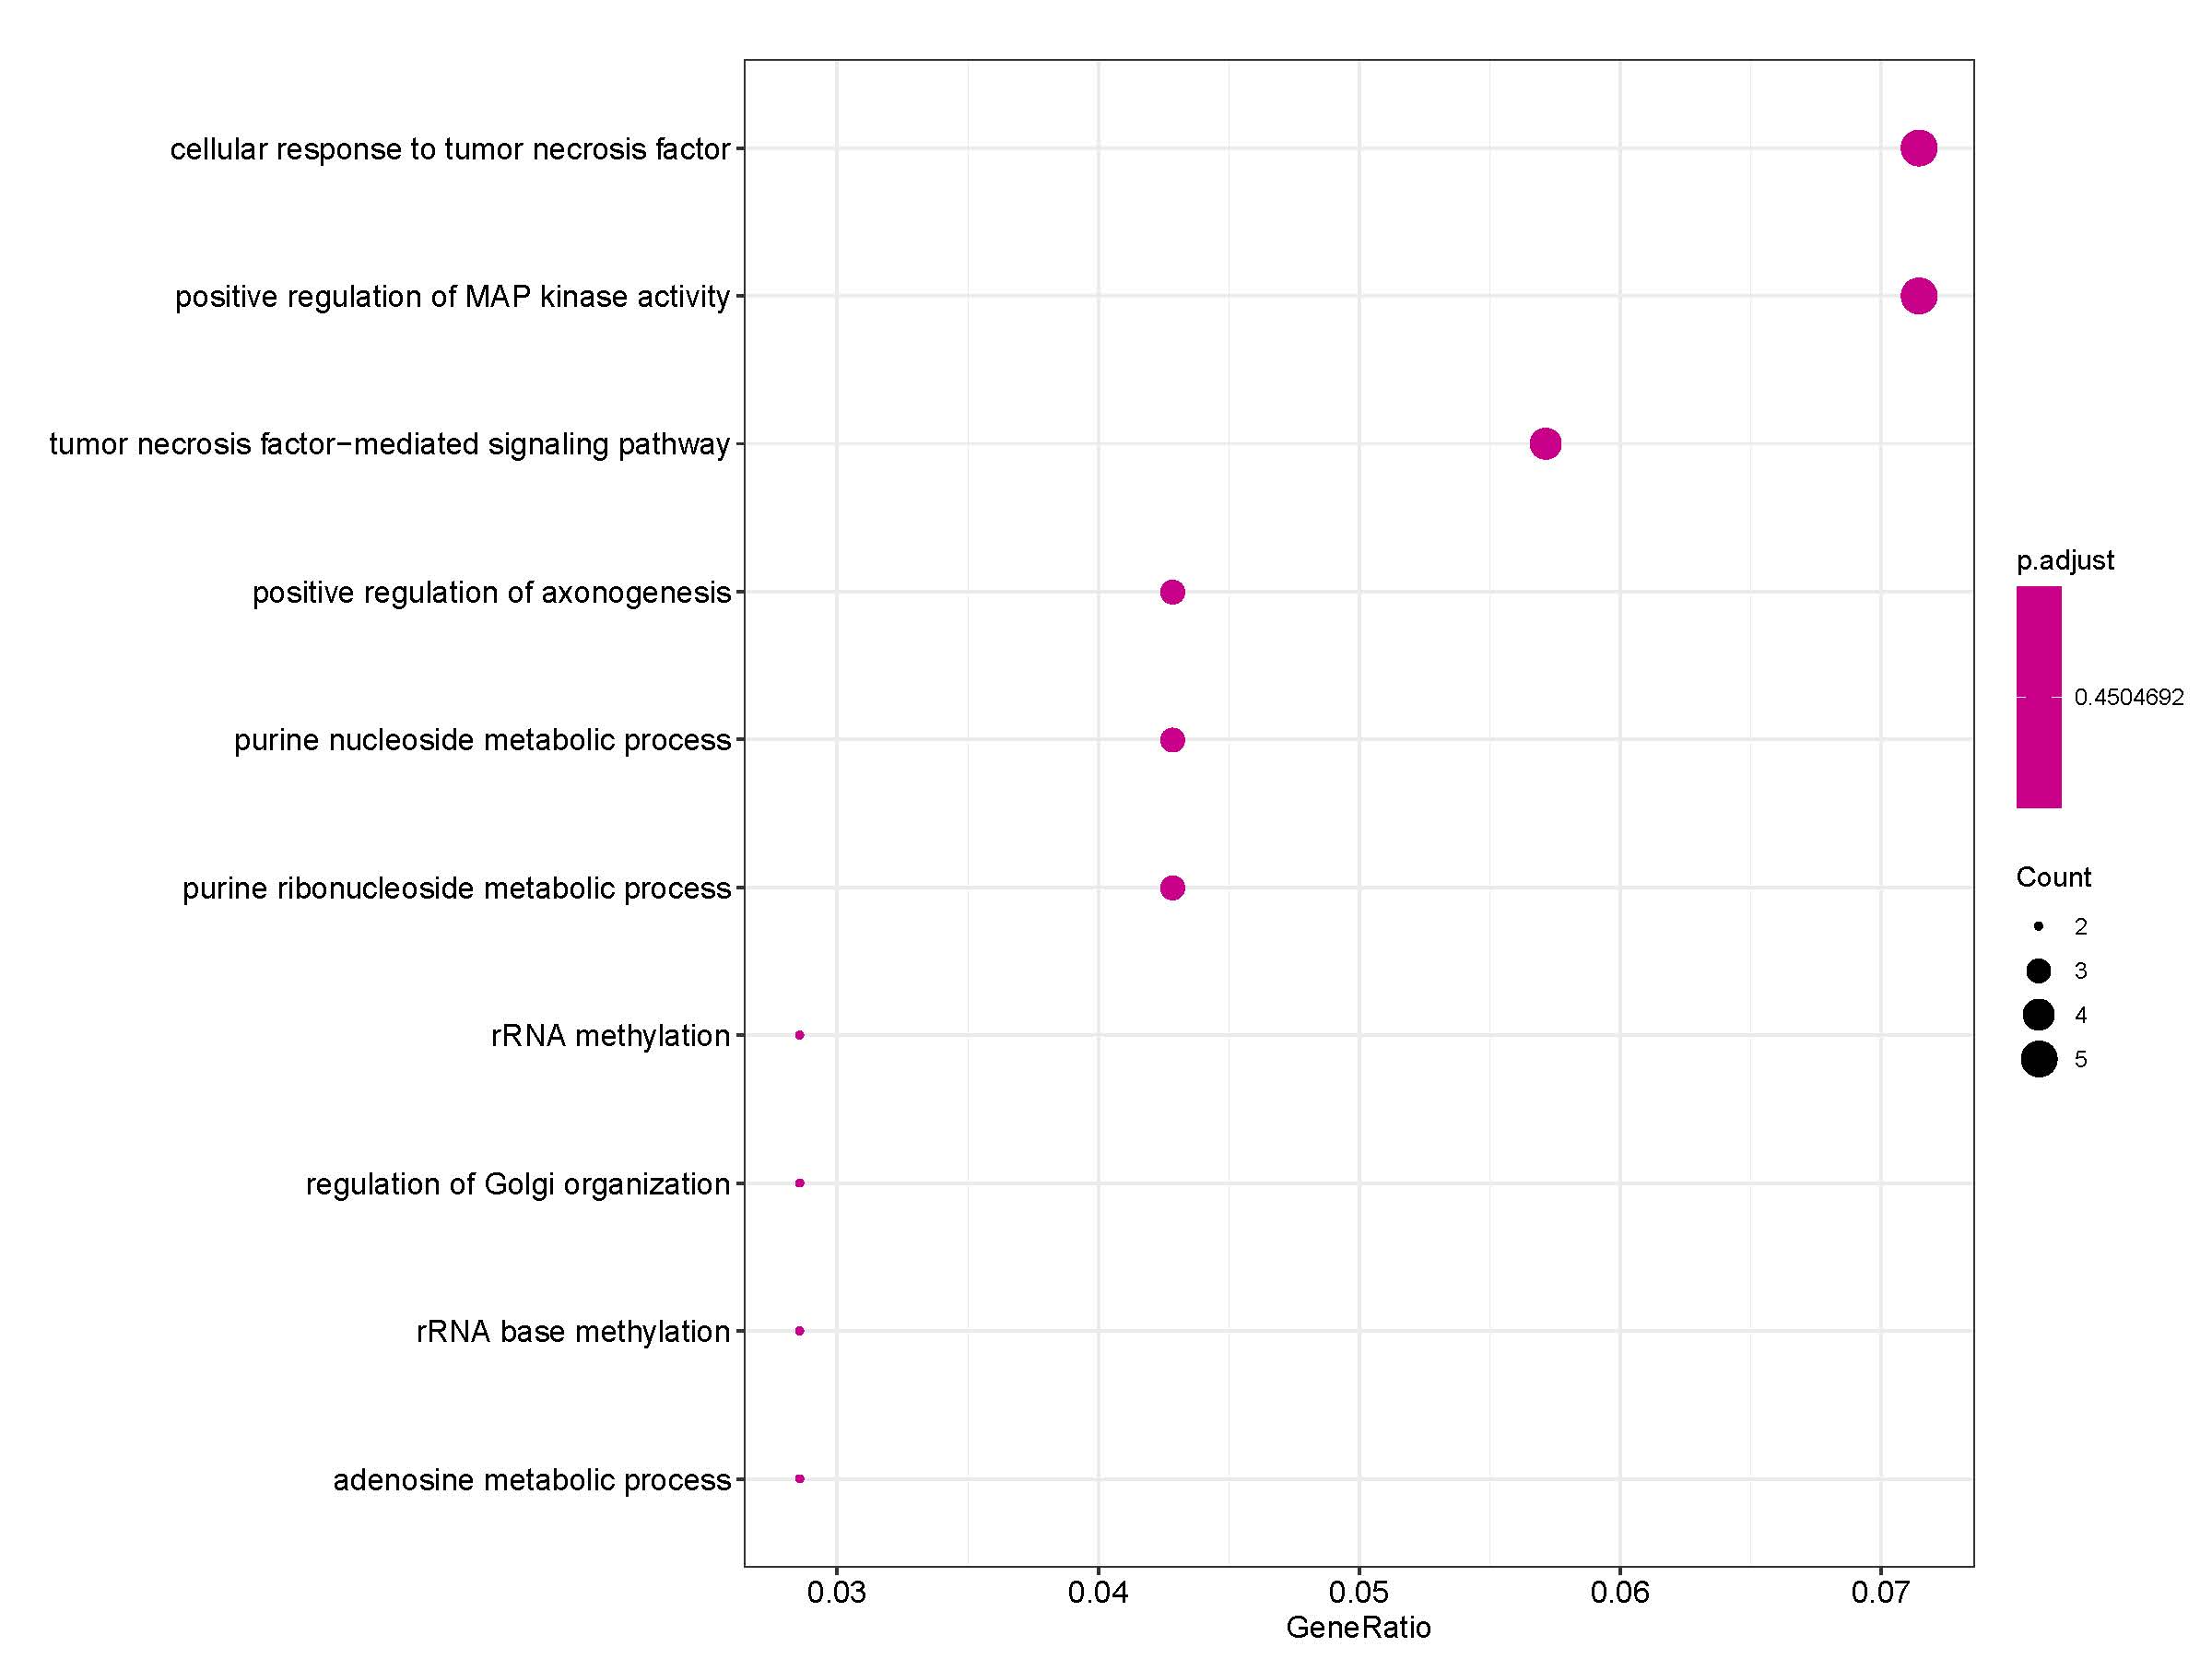 cellular response to tumor necrosis factor
positive regulation of MAP kinase activity
tumor necrosis factor−mediated signaling pathway
positive regulation of axonogenesis
purine nucleoside metabolic process
purine ribonucleoside metabolic process
rRNA methylation
regulation of Golgi organization
rRNA base methylation
adenosine metabolic process
0.03 0.04 0.05 0.06 0.07
GeneRatio
p.adjust
0.4504692
Count
2
3
4
5